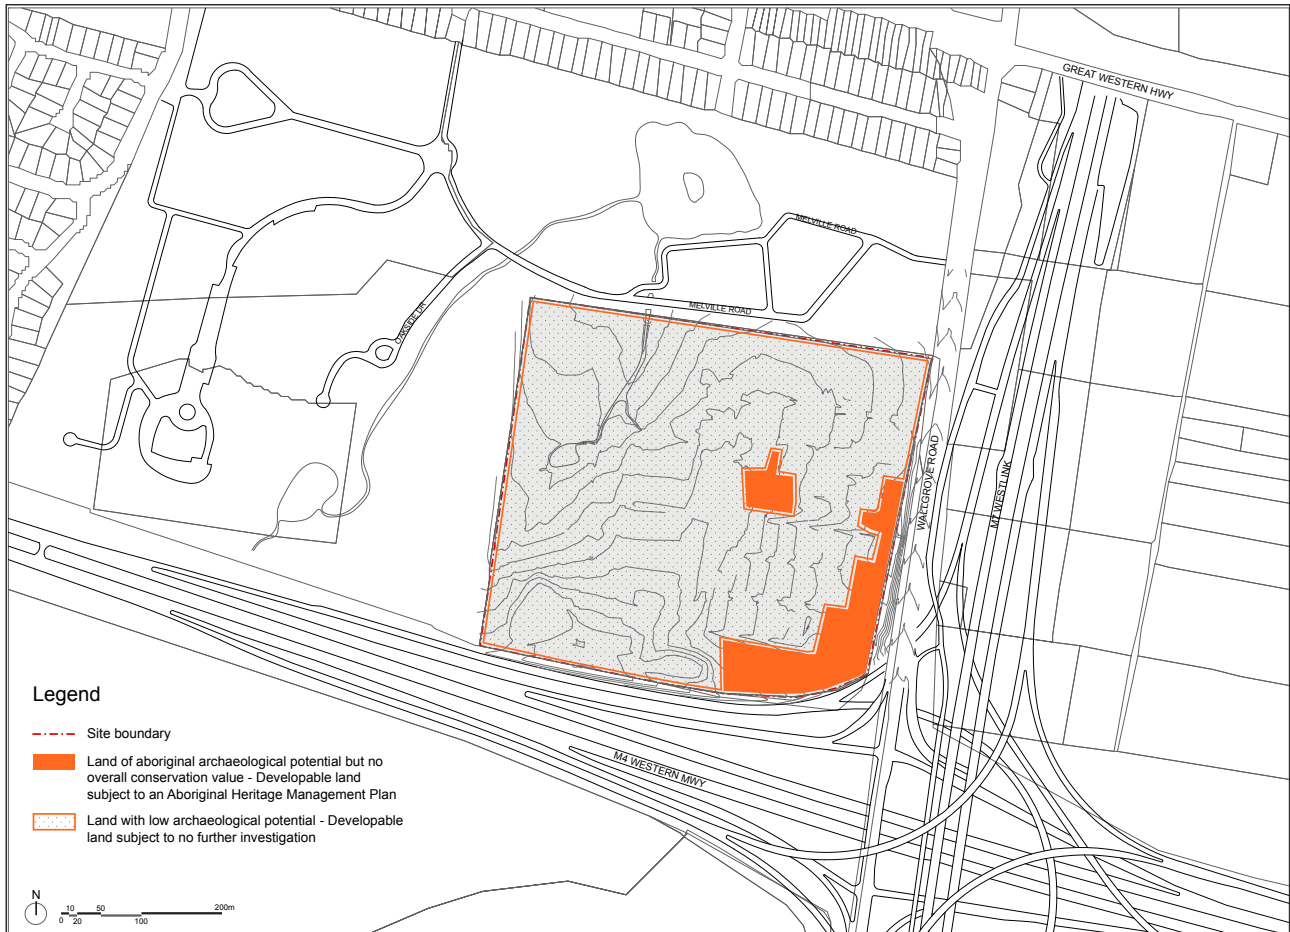 GREAT WESTERN HWY
MELVILLE ROAD
MELVILLE ROAD
OAKSIDE DR
WALLGROVE ROAD
M7 WESTLINK
M4 WESTERN MWY
Legend
Site boundary
Land of aboriginal archaeological potential but no
overall conservation value - Developable land
subject to an Aboriginal Heritage Management Plan
Land with low archaeological potential - Developable
land subject to no further investigation
N
0 10 20 50 100 200m